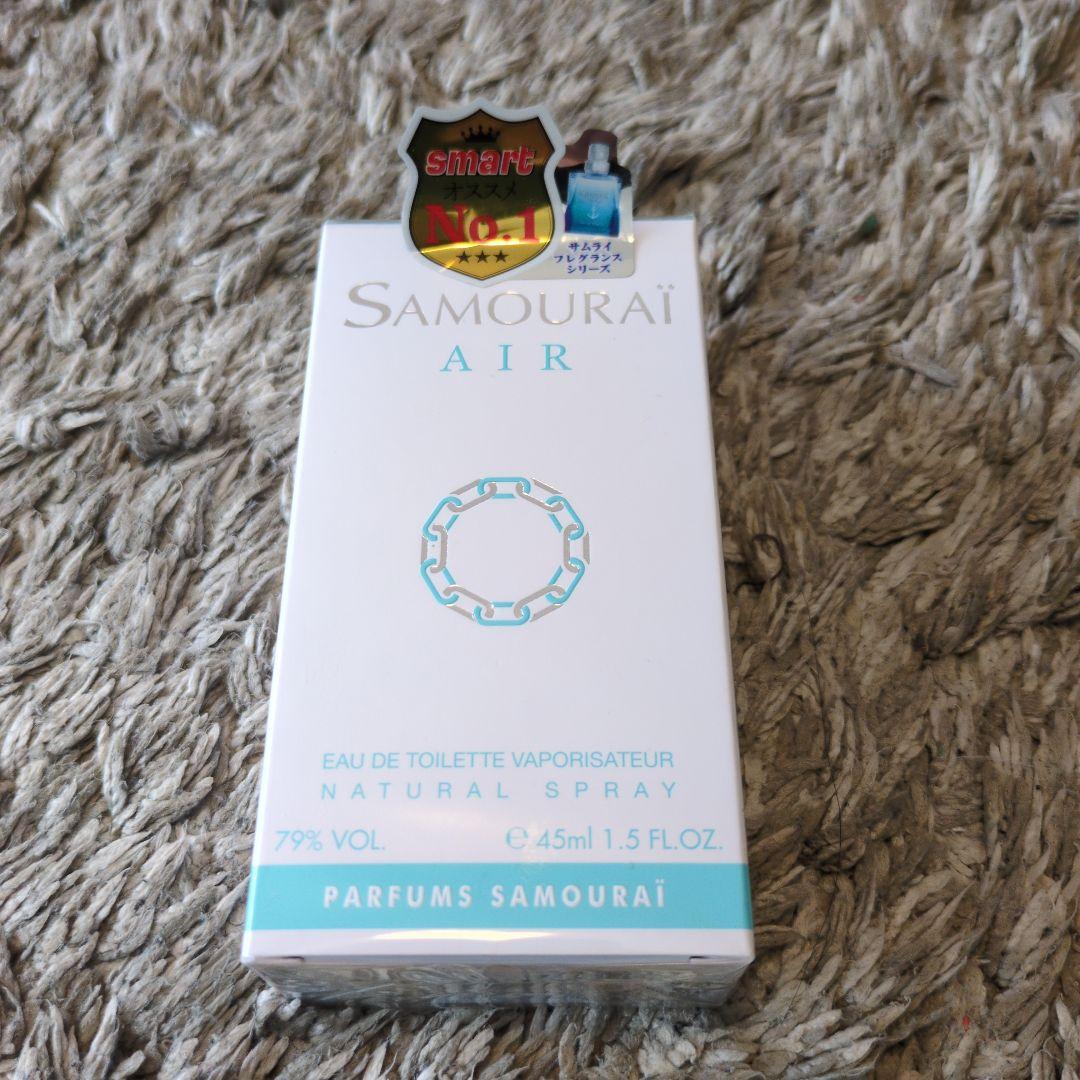 smart
オススメ
No.1
★★★
サムライ
フレグランス
シリーズ
SAMOURAÏ
AIR
EAU DE TOILETTE VAPORISATEUR
NATURAL SPRAY
79% VOL.
℮ 45ml 1.5 FL.OZ.
PARFUMS SAMOURAÏ